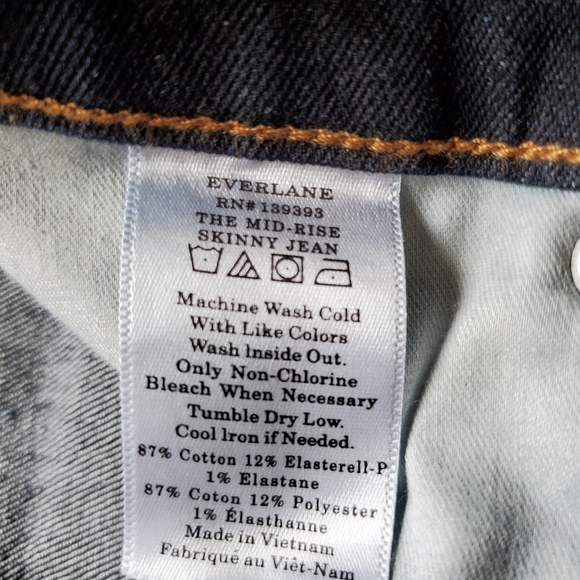 EVERLANE
RN# 139393
THE MID-RISE
SKINNY JEAN
Machine Wash Cold
With Like Colors
Wash Inside Out.
Only Non-Chlorine
Bleach When Necessary
Tumble Dry Low.
Cool Iron if Needed.
87% Cotton 12% Elasterell-P
1% Elastane
87% Coton 12% Polyester
1% Élasthanne
Made in Vietnam
Fabriqué au Viêt-Nam